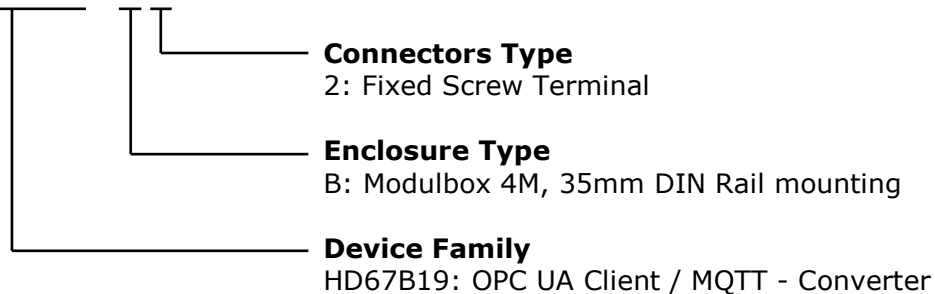 Connectors Type
2: Fixed Screw Terminal
Enclosure Type
B: Modulbox 4M, 35mm DIN Rail mounting
Device Family
HD67B19: OPC UA Client / MQTT - Converter